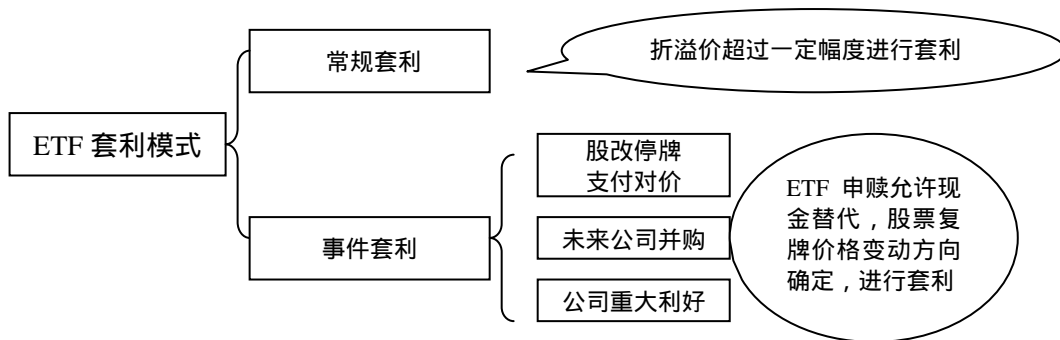 常规套利
折溢价超过一定幅度进行套利
ETF 套利模式
股改停牌
支付对价
未来公司并购
事件套利
公司重大利好
ETF 申赎允许现
金替代，股票复
牌价格变动方向
确定，进行套利